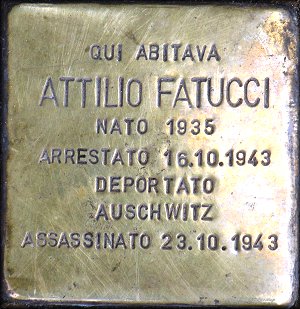 QUI ABITAVA
ATTILIO FATUCCI
NATO 1935
ARRESTATO 16.10.1943
DEPORTATO
AUSCHWITZ
ASSASSINATO 23.10.1943